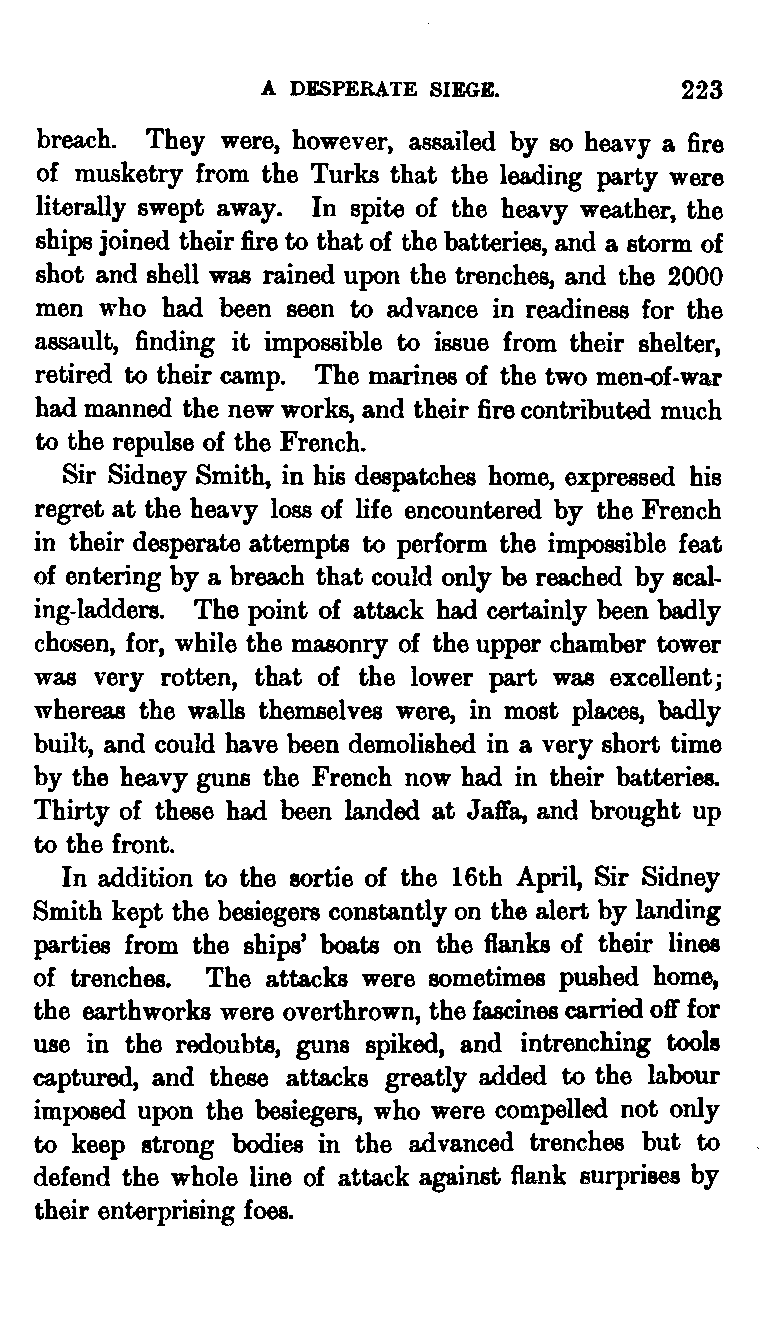 A DESPERATE SIEGE. 223
breach. They were, however, assailed by so heavy a fire
of musketry from the Turks that the leading party were
literally swept away. In spite of the heavy weather, the
ships joined their fire to that of the batteries, and a storm of
shot and shell was rained upon the trenches, and the 2000
men who had been seen to advance in readiness for the
assault, finding it impossible to issue from their shelter,
retired to their camp. The marines of the two men-of-war
had manned the new works, and their fire contributed much
to the repulse of the French.
Sir Sidney Smith, in his despatches home, expressed his
regret at the heavy loss of life encountered by the French
in their desperate attempts to perform the impossible feat
of entering by a breach that could only be reached by scal-
ing-ladders. The point of attack had certainly been badly
chosen, for, while the masonry of the upper chamber tower
was very rotten, that of the lower part was excellent;
whereas the walls themselves were, in most places, badly
built, and could have been demolished in a very short time
by the heavy guns the French now had in their batteries.
Thirty of these had been landed at Jaffa, and brought up
to the front.
In addition to the sortie of the 16th April, Sir Sidney
Smith kept the besiegers constantly on the alert by landing
parties from the ships' boats on the flanks of their lines
of trenches. The attacks were sometimes pushed home,
the earthworks were overthrown, the fascines carried off for
use in the redoubts, guns spiked, and intrenching tools
captured, and these attacks greatly added to the labour
imposed upon the besiegers, who were compelled not only
to keep strong bodies in the advanced trenches but to
defend the whole line of attack against flank surprises by
their enterprising foes.